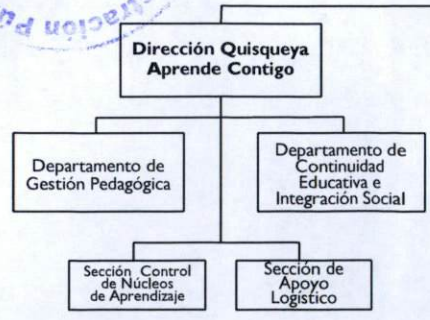 Dirección Quisqueya
Aprende Contigo
Departamento de
Gestión Pedagógica
Departamento de
Continuidad
Educativa e
Integración Social
Sección Control
de Núcleos
de Aprendizaje
Sección de
Apoyo
Logístico